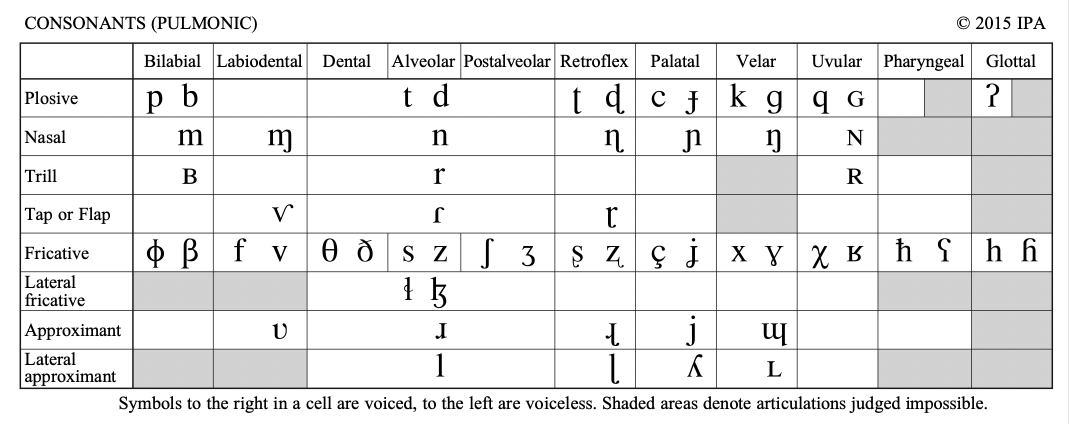 CONSONANTS (PULMONIC) © 2015 IPA
Bilabial Labiodental Dental Alveolar Postalveolar Retroflex Palatal Velar Uvular Pharyngeal Glottal
Plosive p b t d ʈ ɖ c ɟ k ɡ q ɢ ʔ
Nasal m ɱ n ɳ ɲ ŋ ɴ
Trill ʙ r ʀ
Tap or Flap ⱱ ɾ ɽ
Fricative ɸ β f v θ ð s z ʃ ʒ ʂ ʐ ç ʝ x ɣ χ ʁ ħ ʕ h ɦ
Lateral
fricative ɬ ɮ
Approximant ʋ ɹ ɻ j ɰ
Lateral
approximant l ɭ ʎ ʟ
Symbols to the right in a cell are voiced, to the left are voiceless. Shaded areas denote articulations judged impossible.